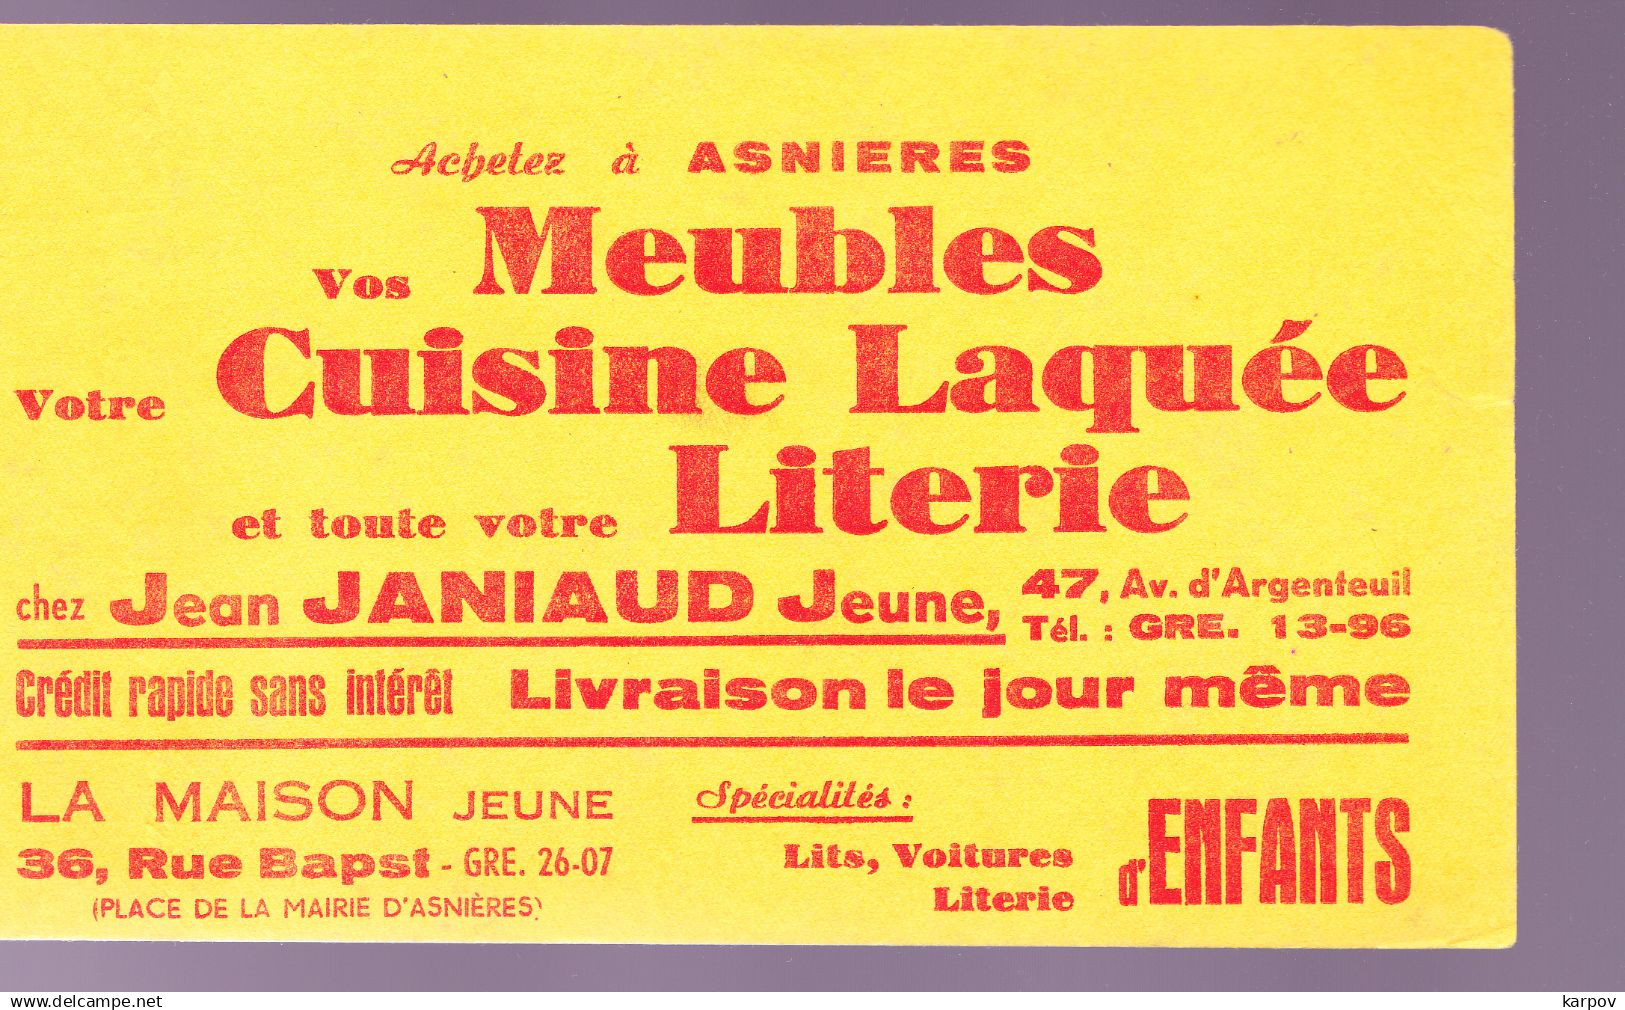 Achetez à ASNIERES
Vos Meubles
Votre Cuisine Laquée
et toute votre Literie
chez Jean JANIAUD Jeune,
47, Av. d'Argenteuil
Tél. : GRE. 13-96
Crédit rapide sans intérêt Livraison le jour même
LA MAISON JEUNE
36, Rue Bapst - GRE. 26-07
(PLACE DE LA MAIRIE D'ASNIÈRES)
Spécialités :
Lits, Voitures
Literie
d'ENFANTS
www.delcampe.net
karpov